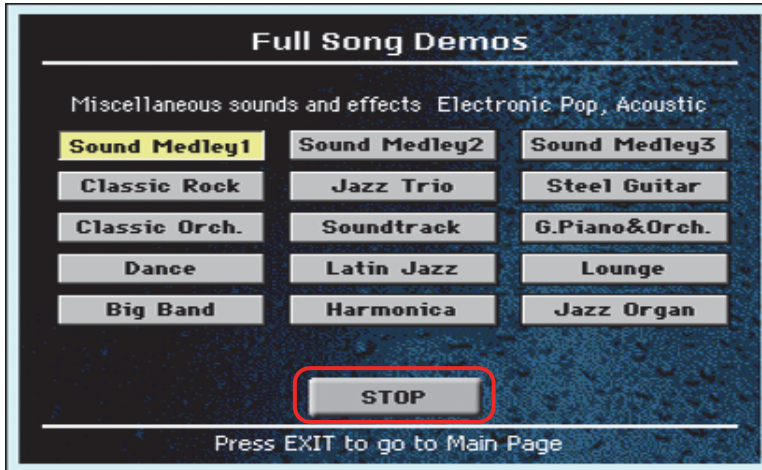 Full Song Demos
Miscellaneous sounds and effects Electronic Pop, Acoustic
Sound Medley1 Sound Medley2 Sound Medley3
Classic Rock Jazz Trio Steel Guitar
Classic Orch. Soundtrack G.Piano&Orch.
Dance Latin Jazz Lounge
Big Band Harmonica Jazz Organ
STOP
Press EXIT to go to Main Page